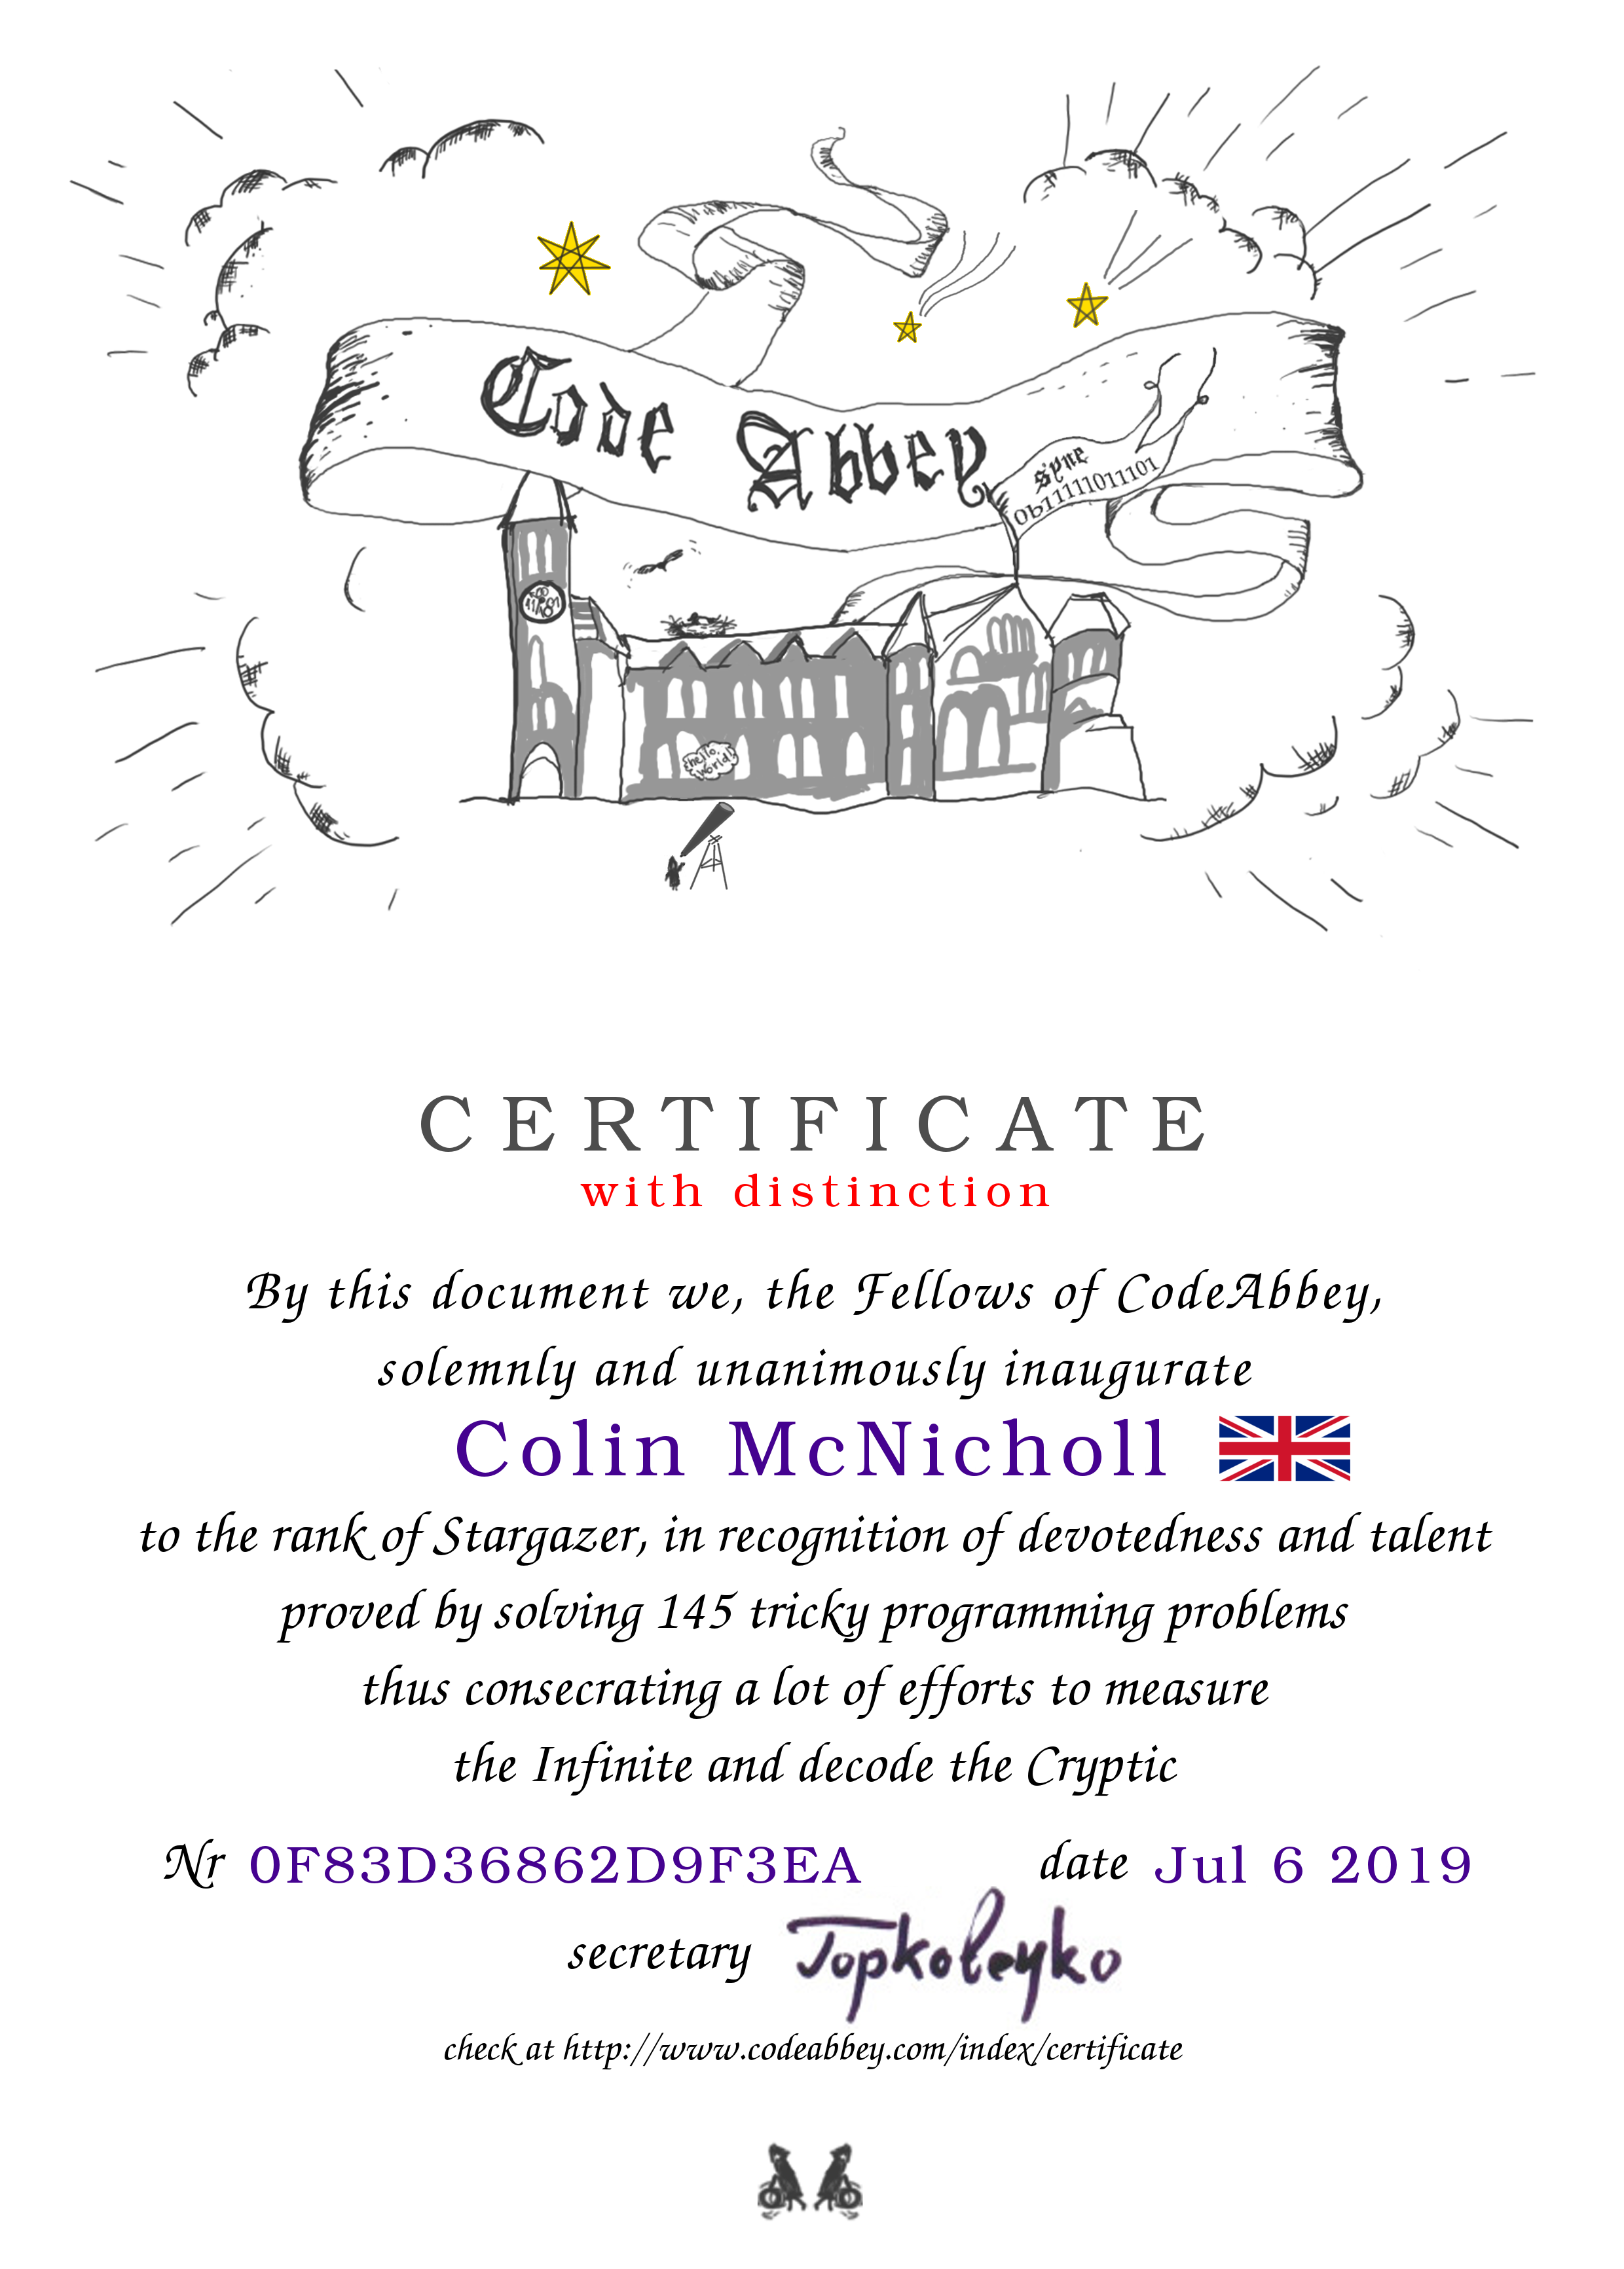 Code Abbey
syne
0b11111011101
hello,
world!
CERTIFICATE
with distinction
By this document we, the Fellows of CodeAbbey,
solemnly and unanimously inaugurate
Colin McNicholl
to the rank of Stargazer, in recognition of devotedness and talent
proved by solving 145 tricky programming problems
thus consecrating a lot of efforts to measure
the Infinite and decode the Cryptic
Nr 0F83D36862D9F3EA date Jul 6 2019
secretary
check at http://www.codeabbey.com/index/certificate